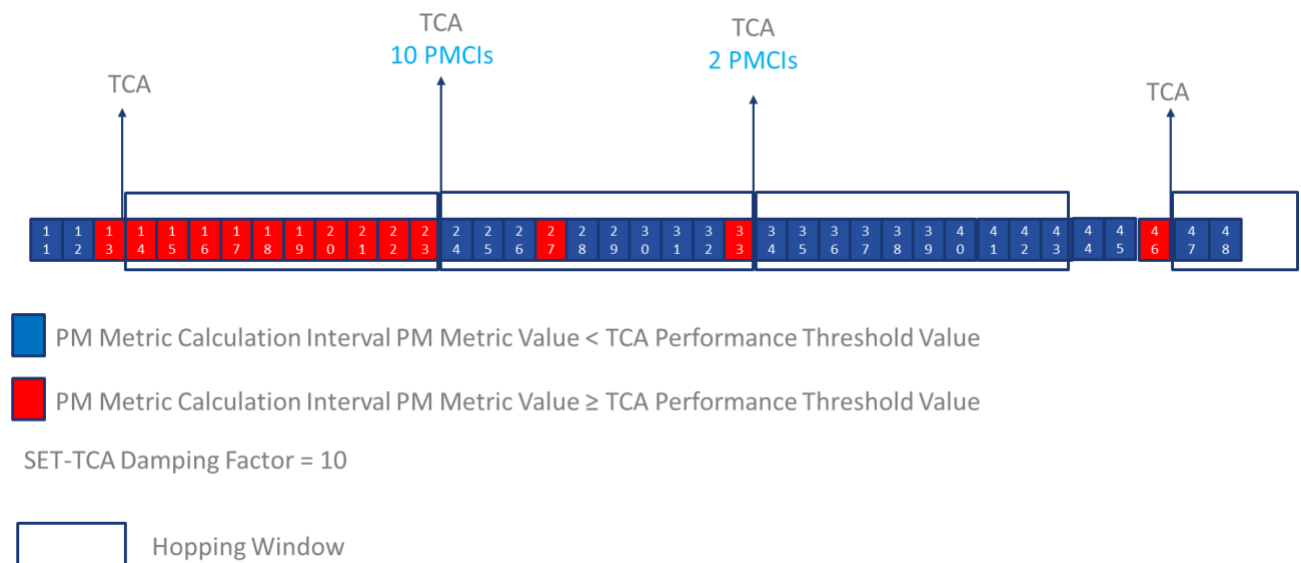 TCA
10 PMCIs
TCA
2 PMCIs
TCA
TCA
11 12 13 14 15 16 17 18 19 20 21 22 23 24 25 26 27 28 29 30 31 32 33 34 35 36 37 38 39 40 41 42 43 44 45 46 47 48
PM Metric Calculation Interval PM Metric Value < TCA Performance Threshold Value
PM Metric Calculation Interval PM Metric Value ≥ TCA Performance Threshold Value
SET-TCA Damping Factor = 10
Hopping Window